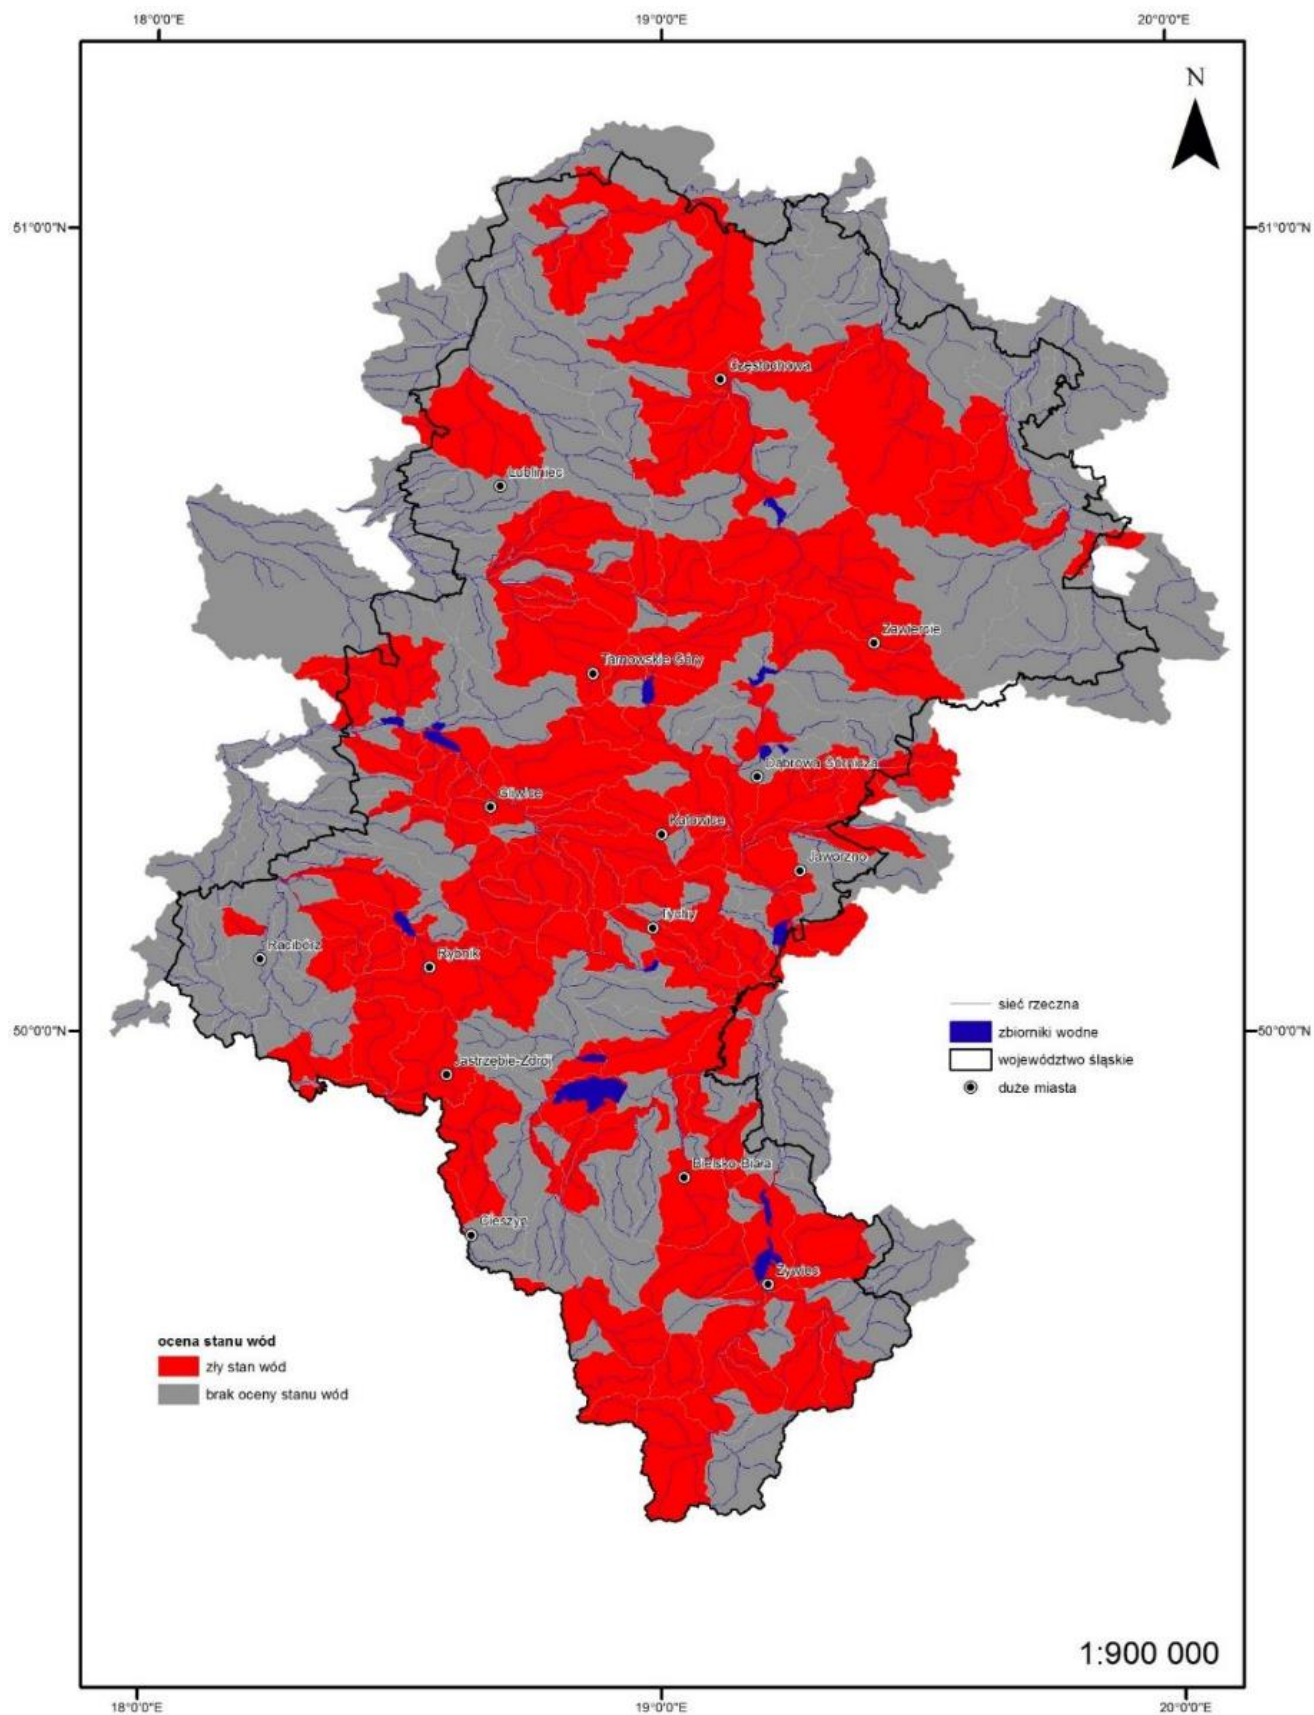 18°0'0"E
19°0'0"E
20°0'0"E
N
51°0'0"N
51°0'0"N
Częstochowa
Lubliniec
Zawiercie
Tarnowskie Góry
Dąbrowa Górnicza
Gliwice
Katowice
Jaworzno
Tychy
Racibórz
Rybnik
50°0'0"N
50°0'0"N
sieć rzeczna
zbiorniki wodne
województwo śląskie
duże miasta
Jastrzębie-Zdrój
Bielsko-Biała
Cieszyn
Żywiec
ocena stanu wód
zły stan wód
brak oceny stanu wód
1:900 000
18°0'0"E
19°0'0"E
20°0'0"E